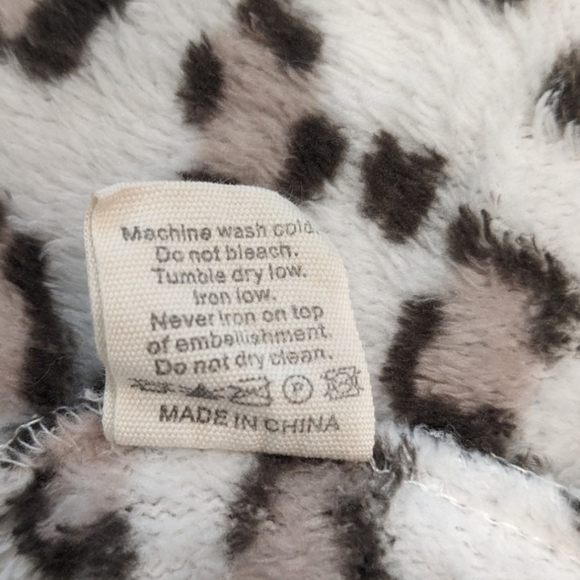 Machine wash cold.
Do not bleach.
Tumble dry low.
Iron low.
Never iron on top
of embellishment.
Do not dry clean.
P
MADE IN CHINA